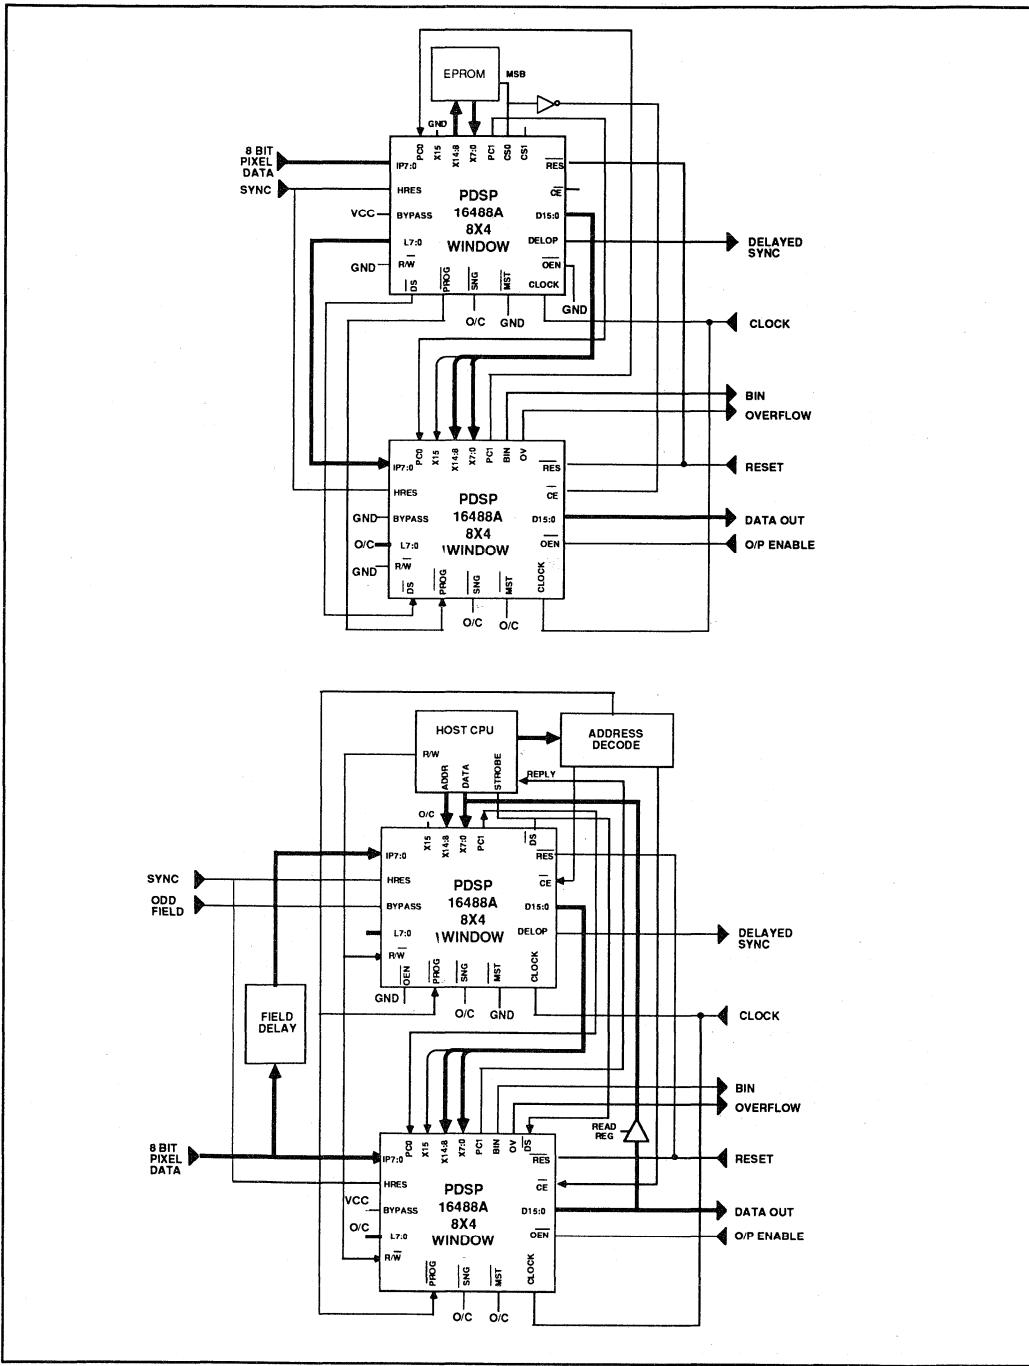 EPROM
MSB
GND
PC0 X15 X14:8 X7:0 PC1 CS0 CS1
8 BIT
PIXEL
DATA
IP7:0
RES
SYNC
HRES
CE
PDSP
16488A
8X4
WINDOW
VCC
BYPASS
D15:0
L7:0
DELOP
DELAYED
SYNC
GND
R/W
OEN
DS PROG SNG MST CLOCK
GND
O/C GND
CLOCK
BIN
OVERFLOW
PC0 X15 X14:8 X7:0 PC1 BIN OV
IP7:0
RES
RESET
HRES
CE
PDSP
16488A
8X4
WINDOW
GND
BYPASS
D15:0
DATA OUT
O/C
L7:0
OEN
O/P ENABLE
GND
R/W
DS PROG SNG MST CLOCK
O/C O/C
HOST CPU
ADDRESS
DECODE
R/W
ADDR DATA STROBE
REPLY
O/C
X15 X14:8 X7:0 PC1 DS
IP7:0
RES
SYNC
HRES
CE
ODD
FIELD
BYPASS
D15:0
PDSP
16488A
8X4
WINDOW
L7:0
DELOP
DELAYED
SYNC
R/W
OEN PROG SNG MST CLOCK
GND O/C GND
FIELD
DELAY
CLOCK
BIN
OVERFLOW
READ
REG
PC0 X15 X14:8 X7:0 PC1 BIN OV DS
8 BIT
PIXEL
DATA
IP7:0
RES
RESET
HRES
CE
PDSP
16488A
8X4
WINDOW
VCC
BYPASS
D15:0
DATA OUT
O/C
L7:0
OEN
O/P ENABLE
R/W
PROG SNG MST CLOCK
O/C O/C